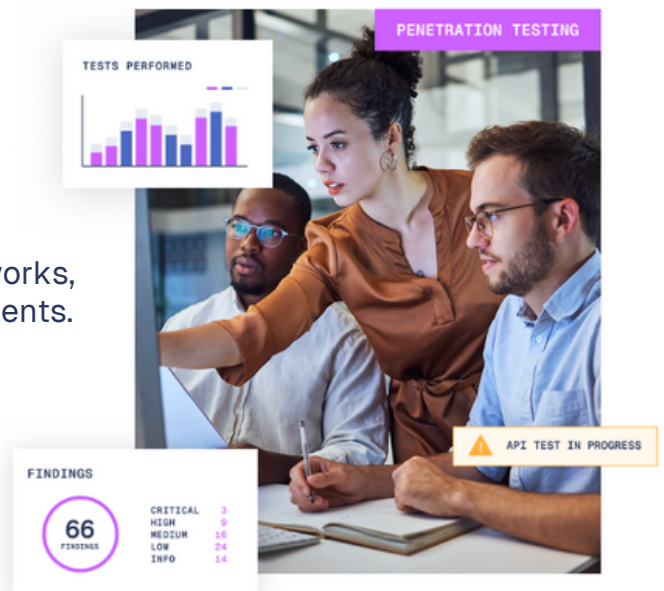 PENETRATION TESTING
TESTS PERFORMED
works,
ents.
API TEST IN PROGRESS
FINDINGS
66
FINDINGS
CRITICAL 3
HIGH 9
MEDIUM 16
LOW 24
INFO 14